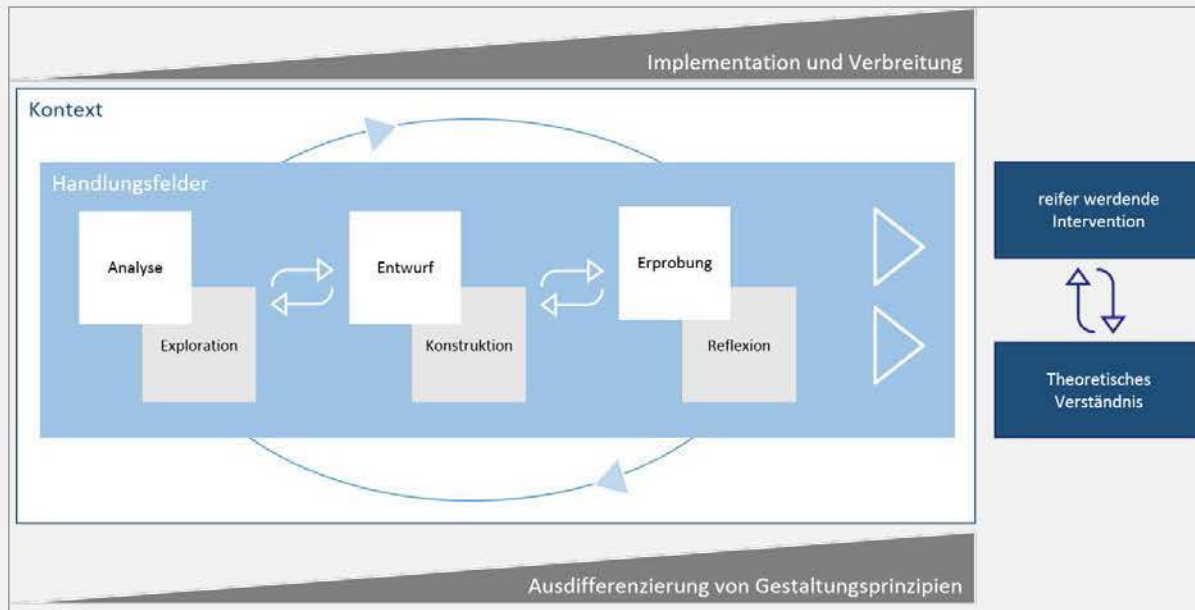 Implementation und Verbreitung
Kontext
Handlungsfelder
Analyse
Exploration
Entwurf
Konstruktion
Erprobung
Reflexion
reifer werdende
Intervention
Theoretisches
Verständnis
Ausdifferenzierung von Gestaltungsprinzipien